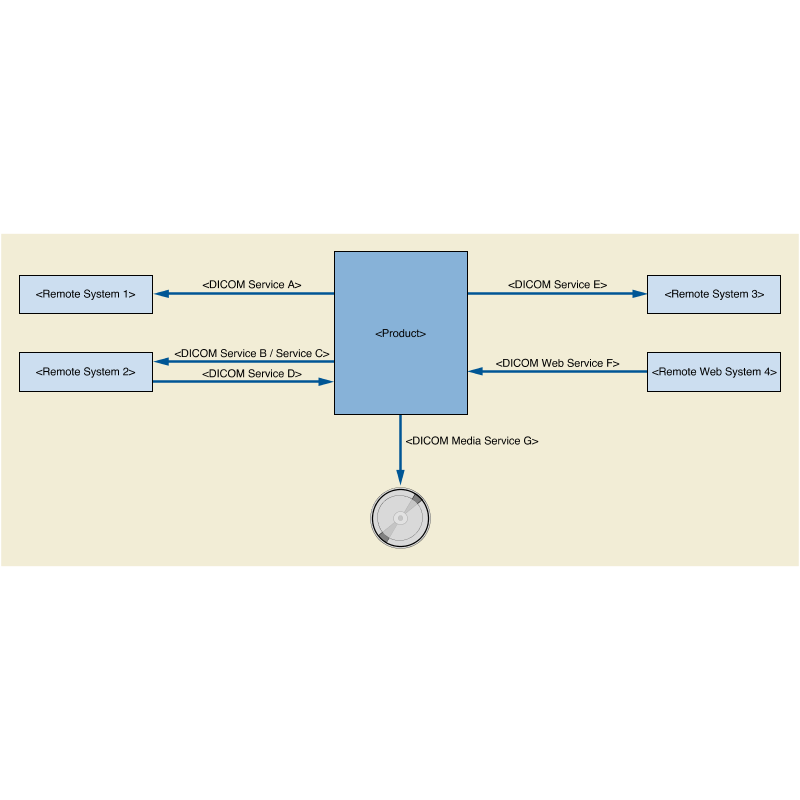 <DICOM Service A>
<DICOM Service E>
<Remote System 1>
<Remote System 3>
<Product>
<DICOM Service B / Service C>
<DICOM Web Service F>
<Remote System 2>
<DICOM Service D>
<Remote Web System 4>
<DICOM Media Service G>